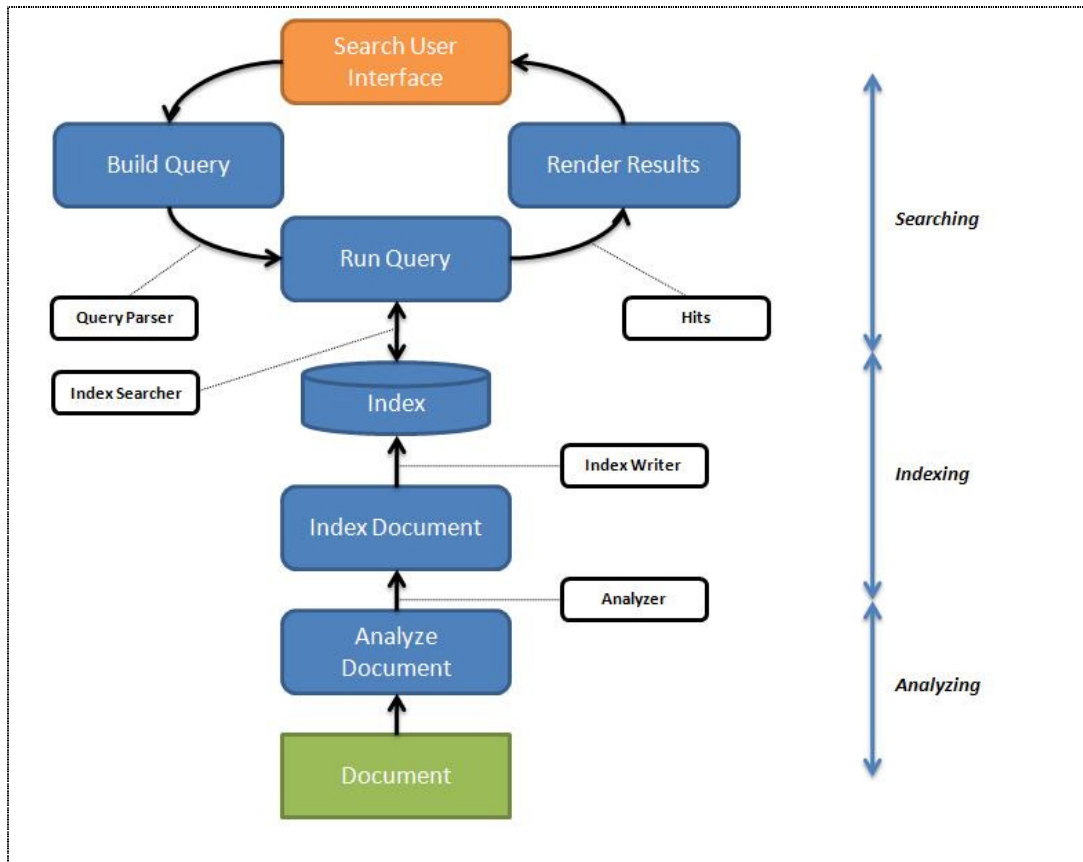 Search User
Interface
Build Query
Render Results
Searching
Run Query
Query Parser
Hits
Index Searcher
Index
Index Writer
Indexing
Index Document
Analyzer
Analyze
Document
Analyzing
Document